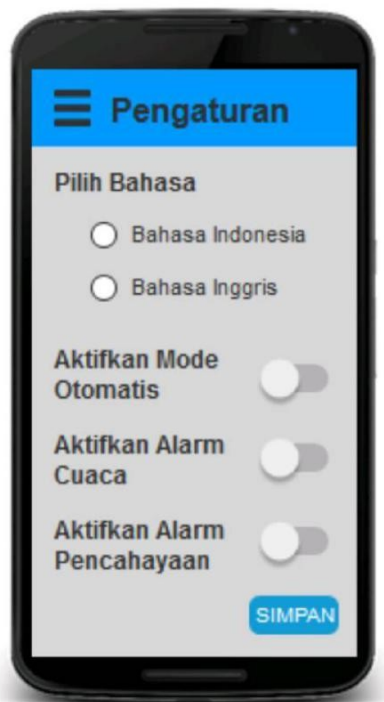 Pengaturan
Pilih Bahasa
Bahasa Indonesia
Bahasa Inggris
Aktifkan Mode
Otomatis
Aktifkan Alarm
Cuaca
Aktifkan Alarm
Pencahayaan
SIMPAN